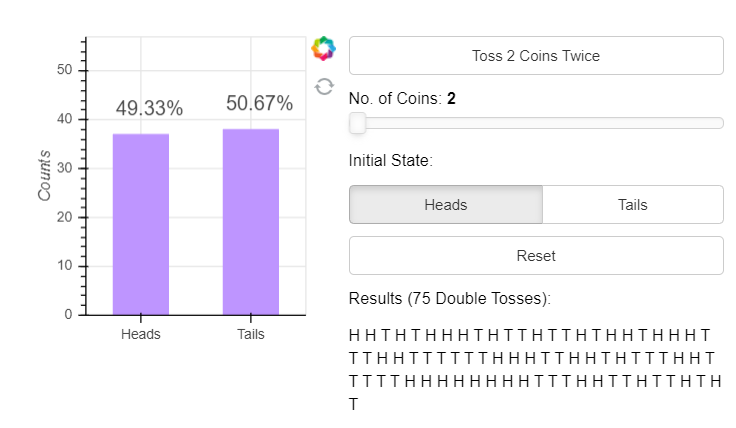 50
40
30
20
10
0
Counts
49.33%
50.67%
Heads
Tails
Toss 2 Coins Twice
No. of Coins: 2
Initial State:
Heads
Tails
Reset
Results (75 Double Tosses):
H H T H T H H H T H T T H T T H T H H T H H H T
T T H H T T T T T T H H H T T H H T H T T T H H T
T T T T H H H H H H H H H T T T H H T T H T T H T H
T